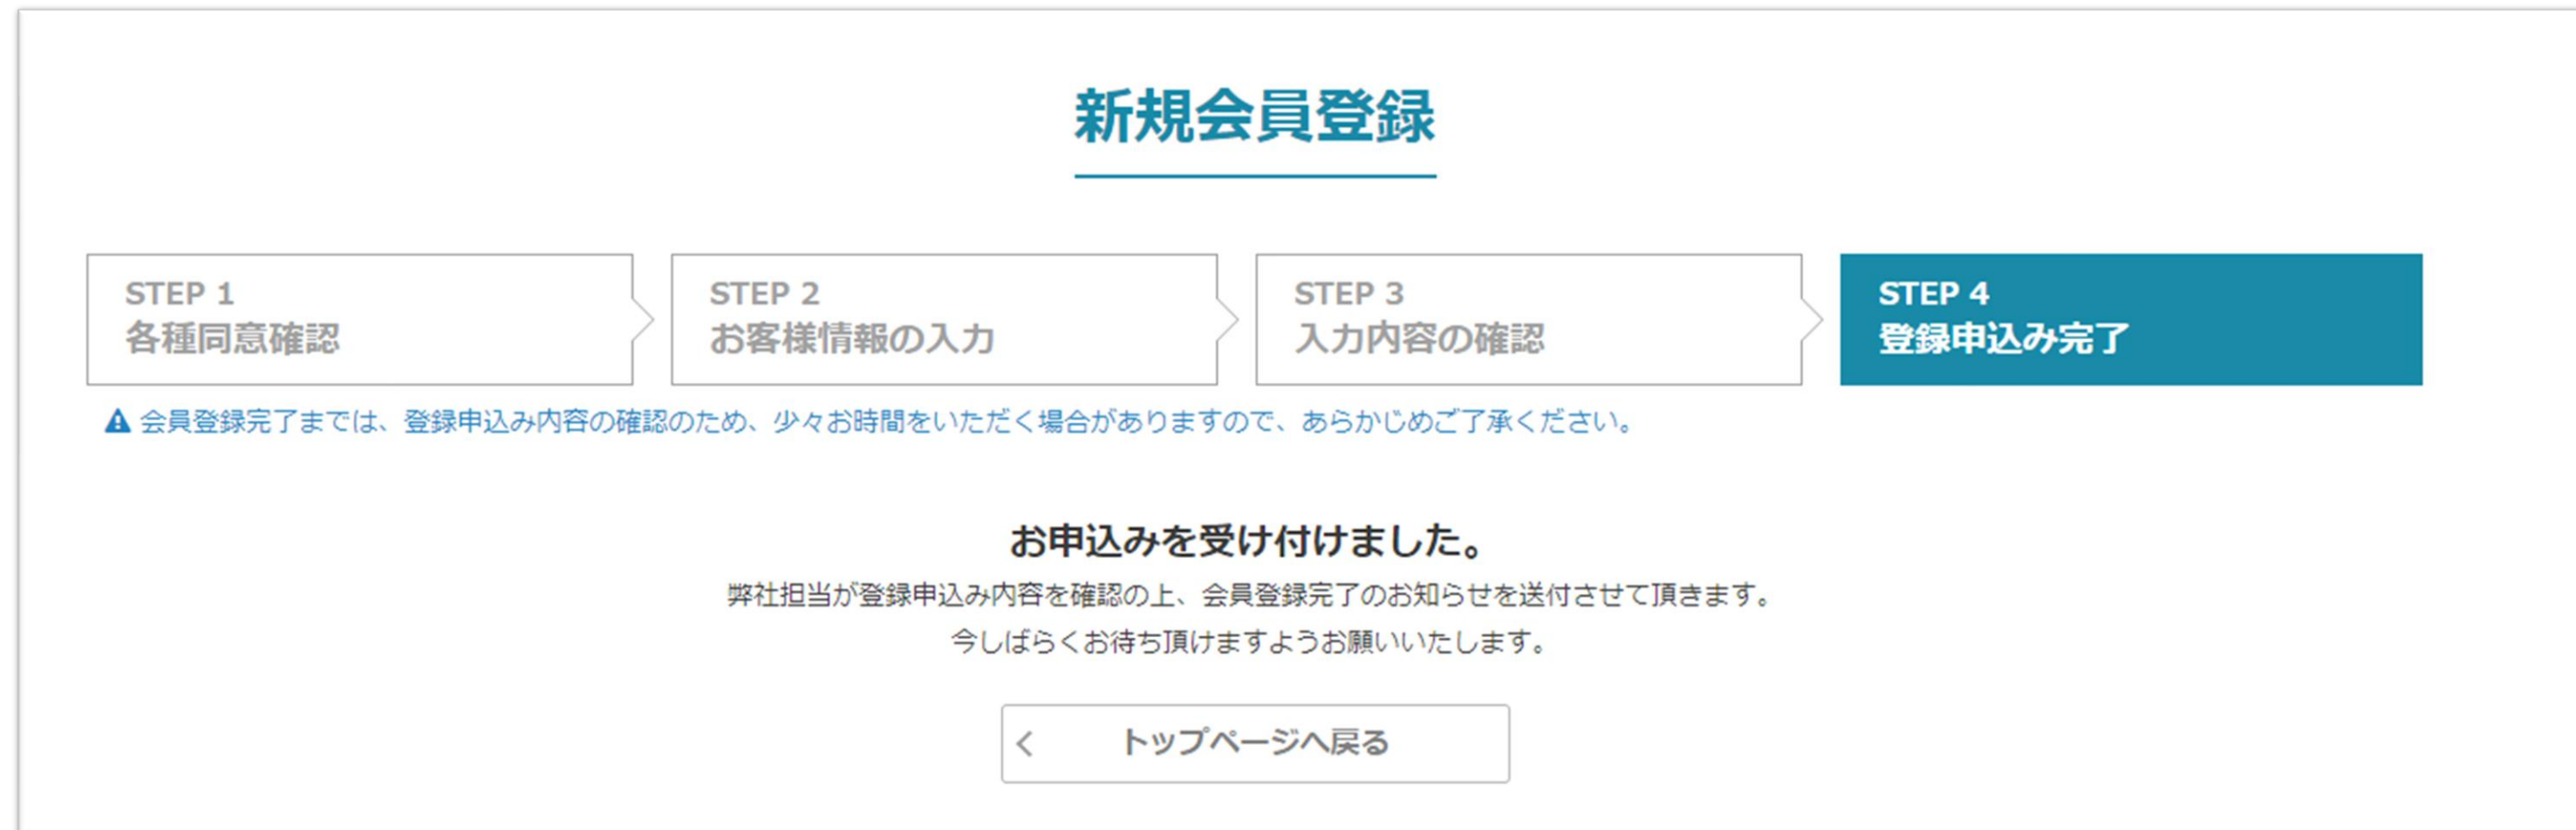 新規会員登録
STEP 1
各種同意確認
STEP 2
お客様情報の入力
STEP 3
入力内容の確認
STEP 4
登録申込み完了
会員登録完了までは、登録申込み内容の確認のため、少々お時間をいただく場合がありますので、あらかじめご了承ください。
お申込みを受け付けました。
弊社担当が登録申込み内容を確認の上、会員登録完了のお知らせを送付させて頂きます。
今しばらくお待ち頂けますようお願いいたします。
トップページへ戻る